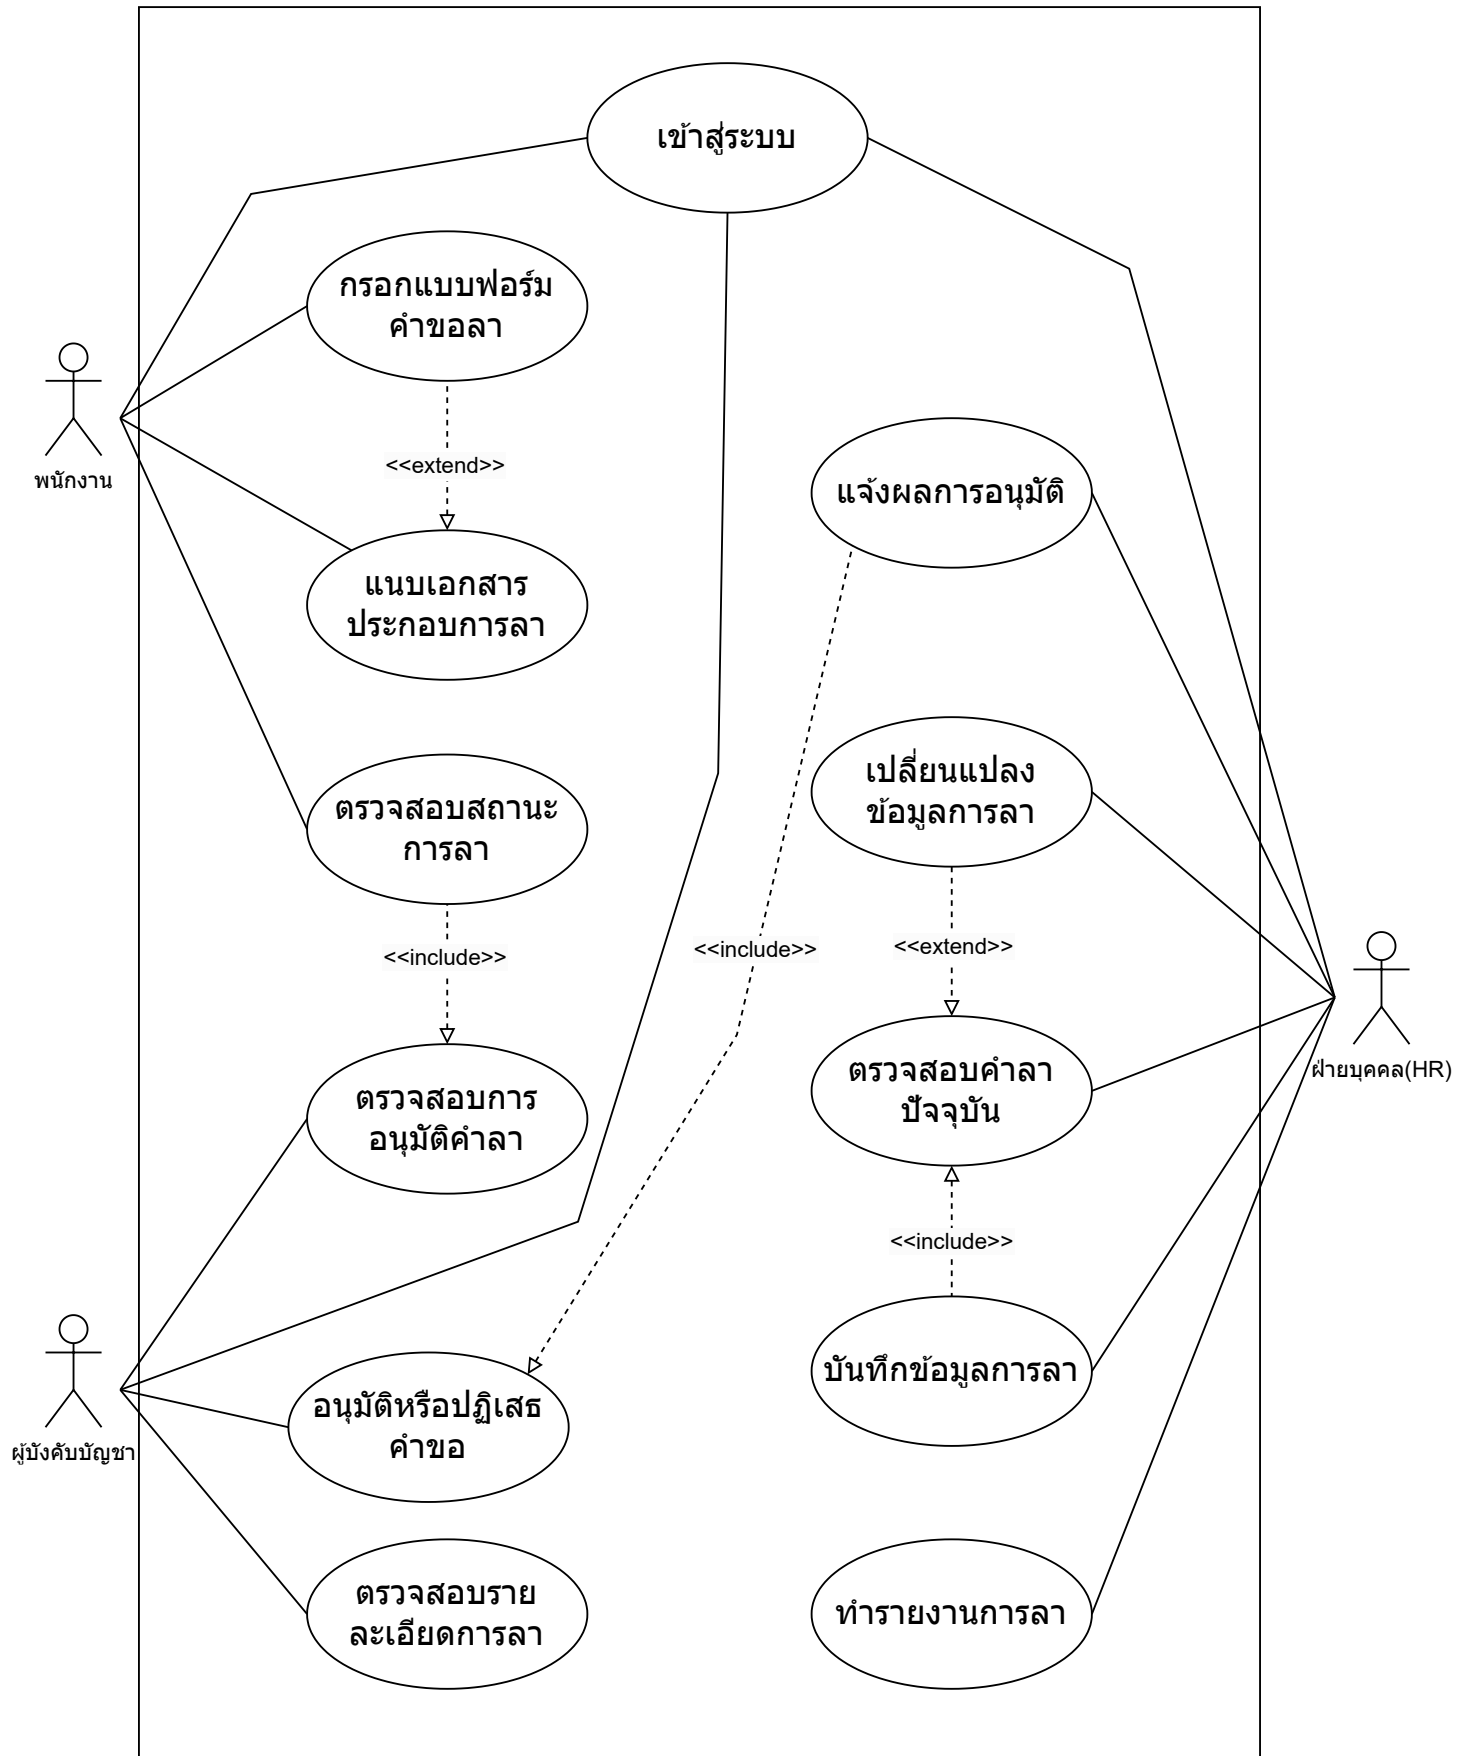 เข้าสู่ระบบ
กรอกแบบฟอร์ม
คำขอลา
พนักงาน
<<extend>>
แจ้งผลการอนุมัติ
แนบเอกสาร
ประกอบการลา
เปลี่ยนแปลง
ข้อมูลการลา
ตรวจสอบสถานะ
การลา
<<include>>
<<include>>
<<extend>>
ฝ่ายบุคคล(HR)
ตรวจสอบคำลา
ปัจจุบัน
ตรวจสอบการ
อนุมัติคำลา
<<include>>
บันทึกข้อมูลการลา
อนุมัติหรือปฏิเสธ
คำขอ
ผู้บังคับบัญชา
ตรวจสอบราย
ละเอียดการลา
ทำรายงานการลา